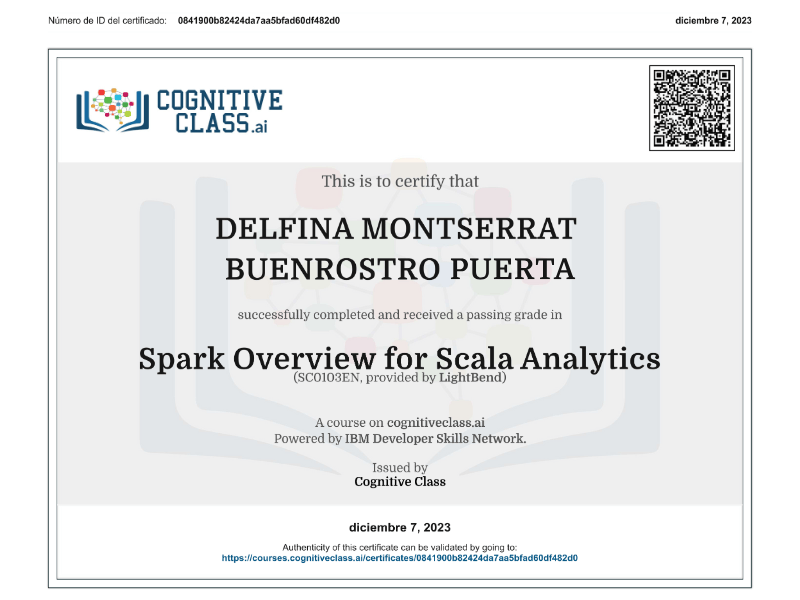 Número de ID del certificado: 0841900b82424da7aa5bfad60df482d0
diciembre 7, 2023
COGNITIVE
CLASS.ai
This is to certify that
DELFINA MONTSERRAT
BUENROSTRO PUERTA
successfully completed and received a passing grade in
Spark Overview for Scala Analytics
(SC0103EN, provided by LightBend)
A course on cognitiveclass.ai
Powered by IBM Developer Skills Network.
Issued by
Cognitive Class
diciembre 7, 2023
Authenticity of this certificate can be validated by going to:
https://courses.cognitiveclass.ai/certificates/0841900b82424da7aa5bfad60df482d0